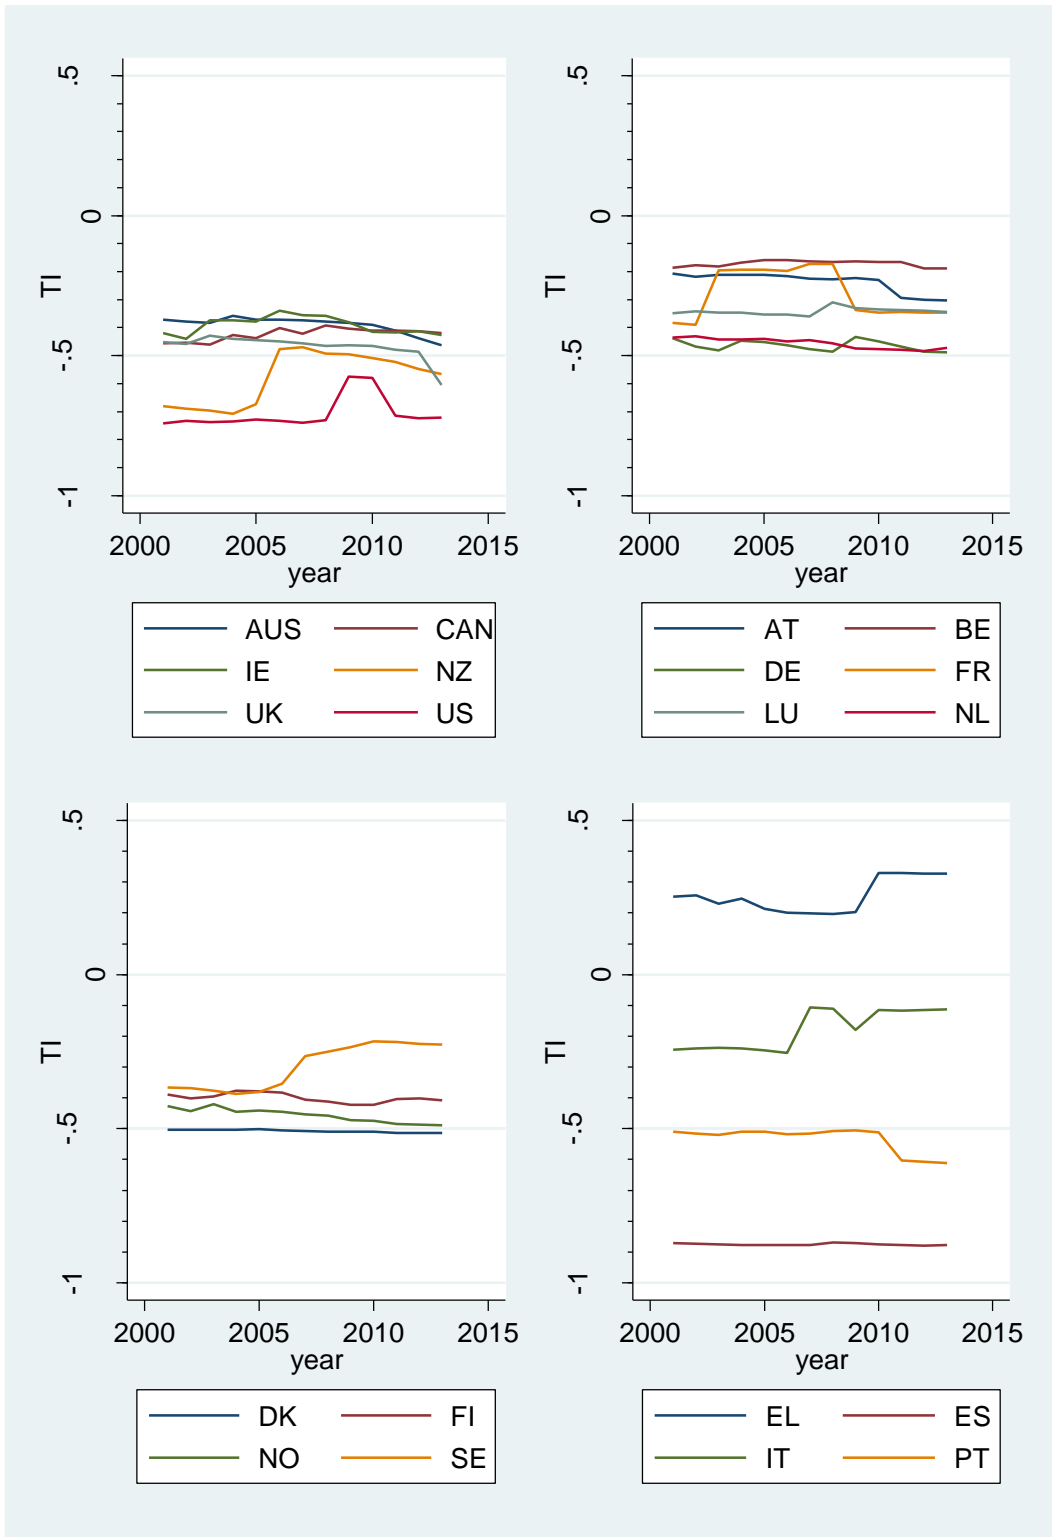 .5
0
-.5
-1
TI
2000 2005 2010 2015
year
AUS CAN
IE NZ
UK US
.5
0
-.5
-1
TI
2000 2005 2010 2015
year
AT BE
DE FR
LU NL
.5
0
-.5
-1
TI
2000 2005 2010 2015
year
DK FI
NO SE
.5
0
-.5
-1
TI
2000 2005 2010 2015
year
EL ES
IT PT